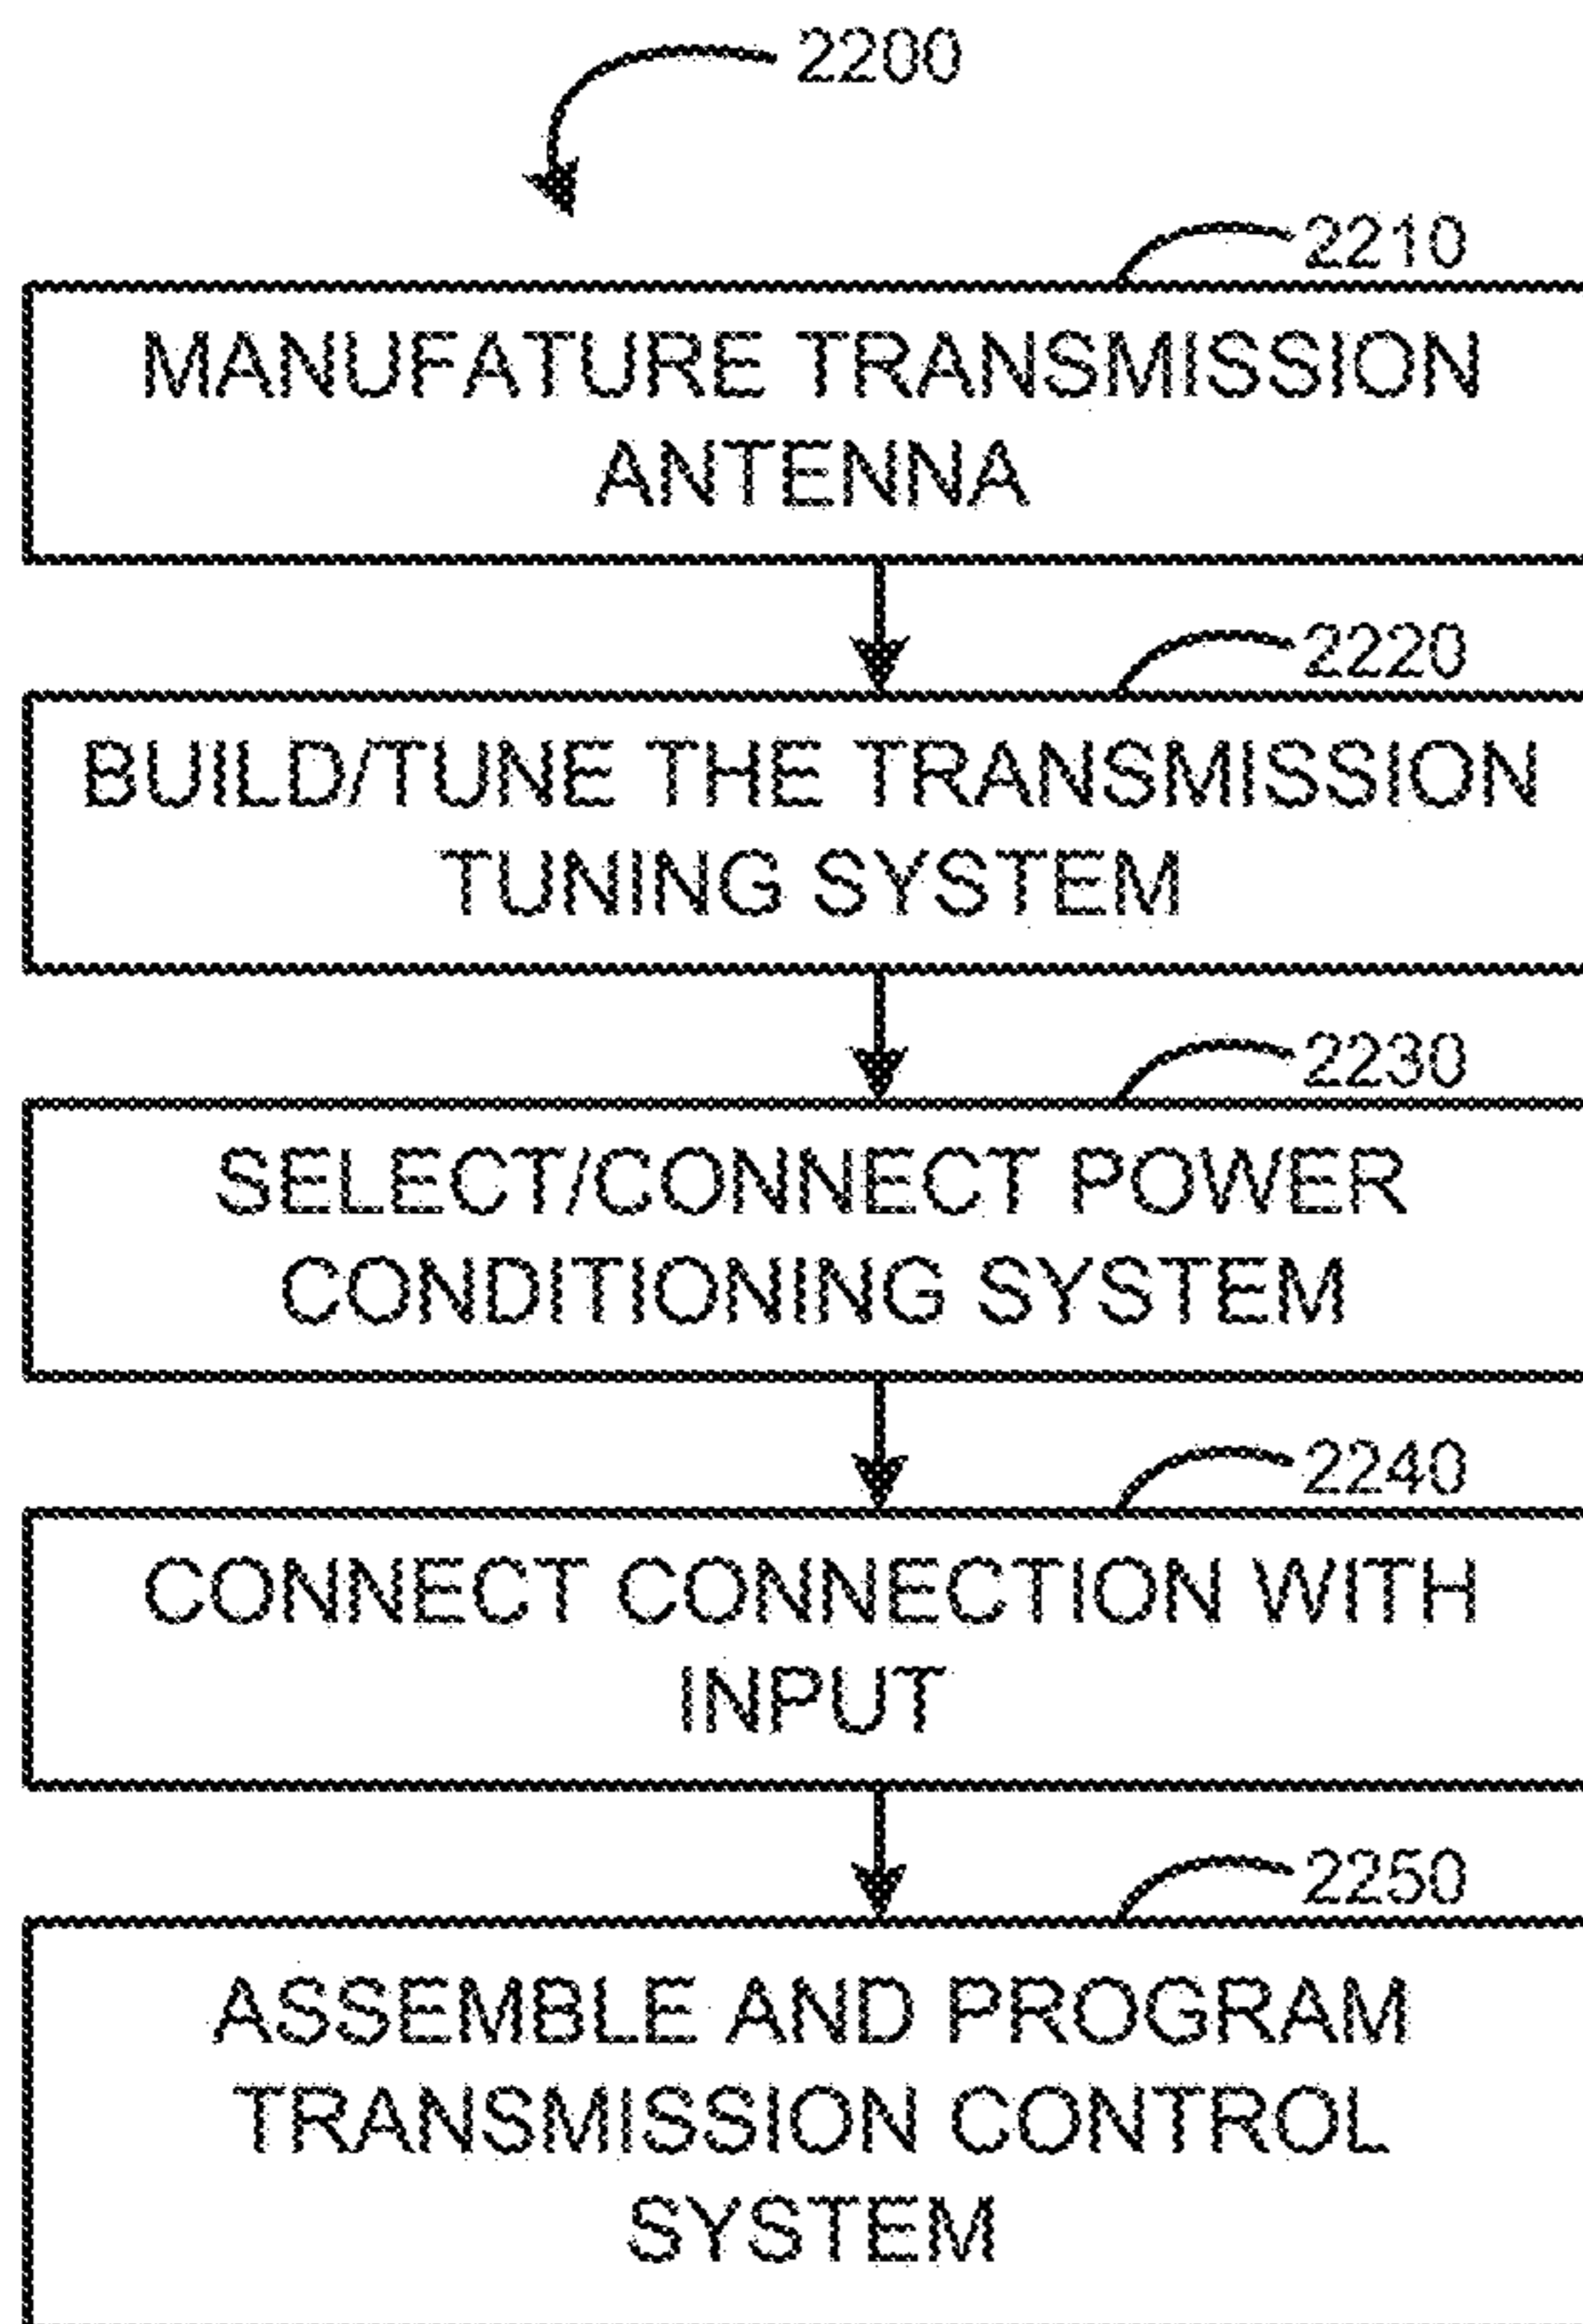 2200
2210
MANUFATURE TRANSMISSION
ANTENNA
2220
BUILD/TUNE THE TRANSMISSION
TUNING SYSTEM
2230
SELECT/CONNECT POWER
CONDITIONING SYSTEM
2240
CONNECT CONNECTION WITH
INPUT
2250
ASSEMBLE AND PROGRAM
TRANSMISSION CONTROL
SYSTEM